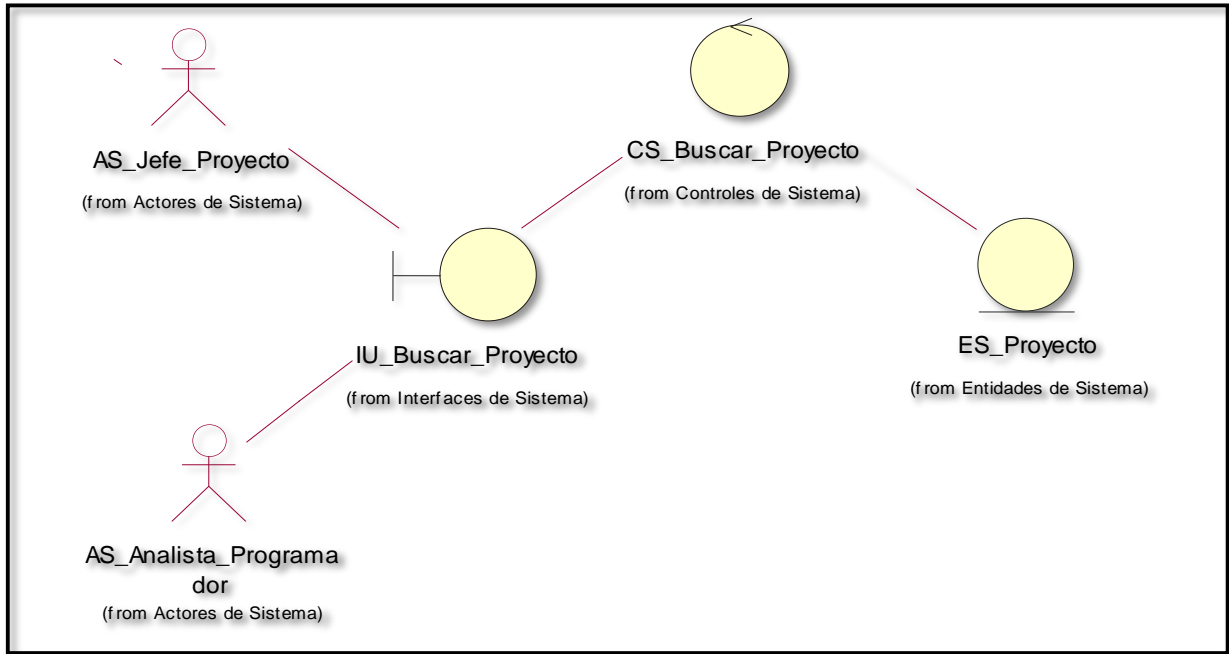 AS_Jefe_Proyecto
(from Actores de Sistema)
CS_Buscar_Proyecto
(from Controles de Sistema)
IU_Buscar_Proyecto
(from Interfaces de Sistema)
ES_Proyecto
(from Entidades de Sistema)
AS_Analista_Programa
dor
(from Actores de Sistema)